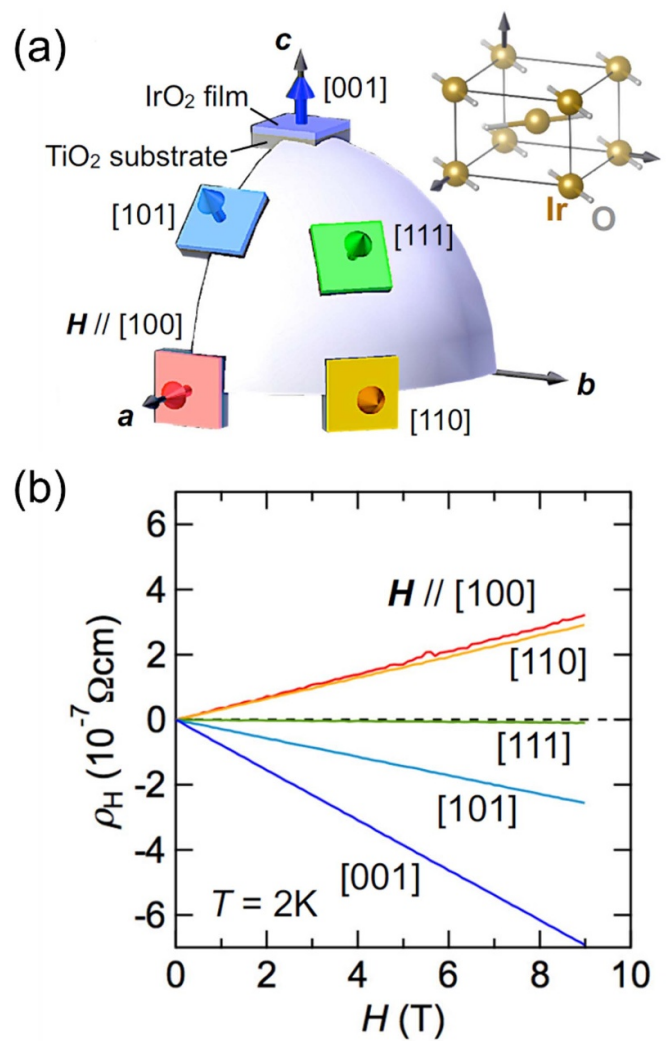 (a)
c
[001]
IrO₂ film
TiO₂ substrate
[101]
[111]
Ir
O
H // [100]
a
b
[110]
(b)
6
4
2
0
-2
-4
-6
ρH (10⁻⁷ Ωcm)
H // [100]
[110]
[111]
[101]
[001]
T = 2K
0 2 4 6 8 10
H (T)